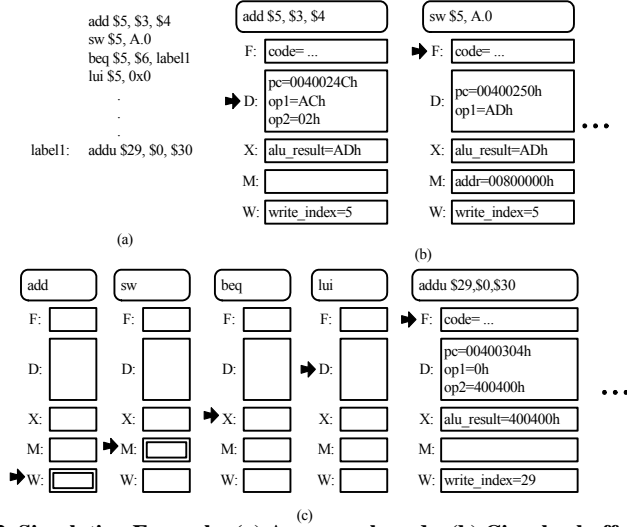 add $5, $3, $4
sw $5, A.0
beq $5, $6, label1
lui $5, 0x0
.
.
.
label1: addu $29, $0, $30
(a)
add $5, $3, $4
F: code= ...
D: pc=0040024Ch
op1=ACh
op2=02h
X: alu_result=ADh
M:
W: write_index=5
sw $5, A.0
F: code= ...
D: pc=00400250h
op1=ADh
X: alu_result=ADh
M: addr=00800000h
W: write_index=5
...
(b)
add
F:
D:
X:
M:
W:
sw
F:
D:
X:
M:
W:
beq
F:
D:
X:
M:
W:
lui
F:
D:
X:
M:
W:
addu $29,$0,$30
F: code= ...
D: pc=00400304h
op1=0h
op2=400400h
X: alu_result=400400h
M:
W: write_index=29
...
(c)